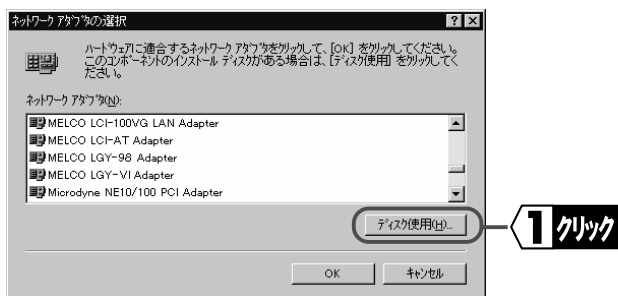 ネットワーク アダプタの選択
ハードウェアに適合するネットワーク アダプタをクリックして、[OK] をクリックしてください。
このコンポーネントのインストール ディスクがある場合は、[ディスク使用] をクリックしてく
ださい。
ネットワーク アダプタ(N):
MELCO LCI-100VG LAN Adapter
MELCO LCI-AT Adapter
MELCO LGY-98 Adapter
MELCO LGY-VI Adapter
Microdyne NE10/100 PCI Adapter
ディスク使用(H)...
1 クリック
OK キャンセル